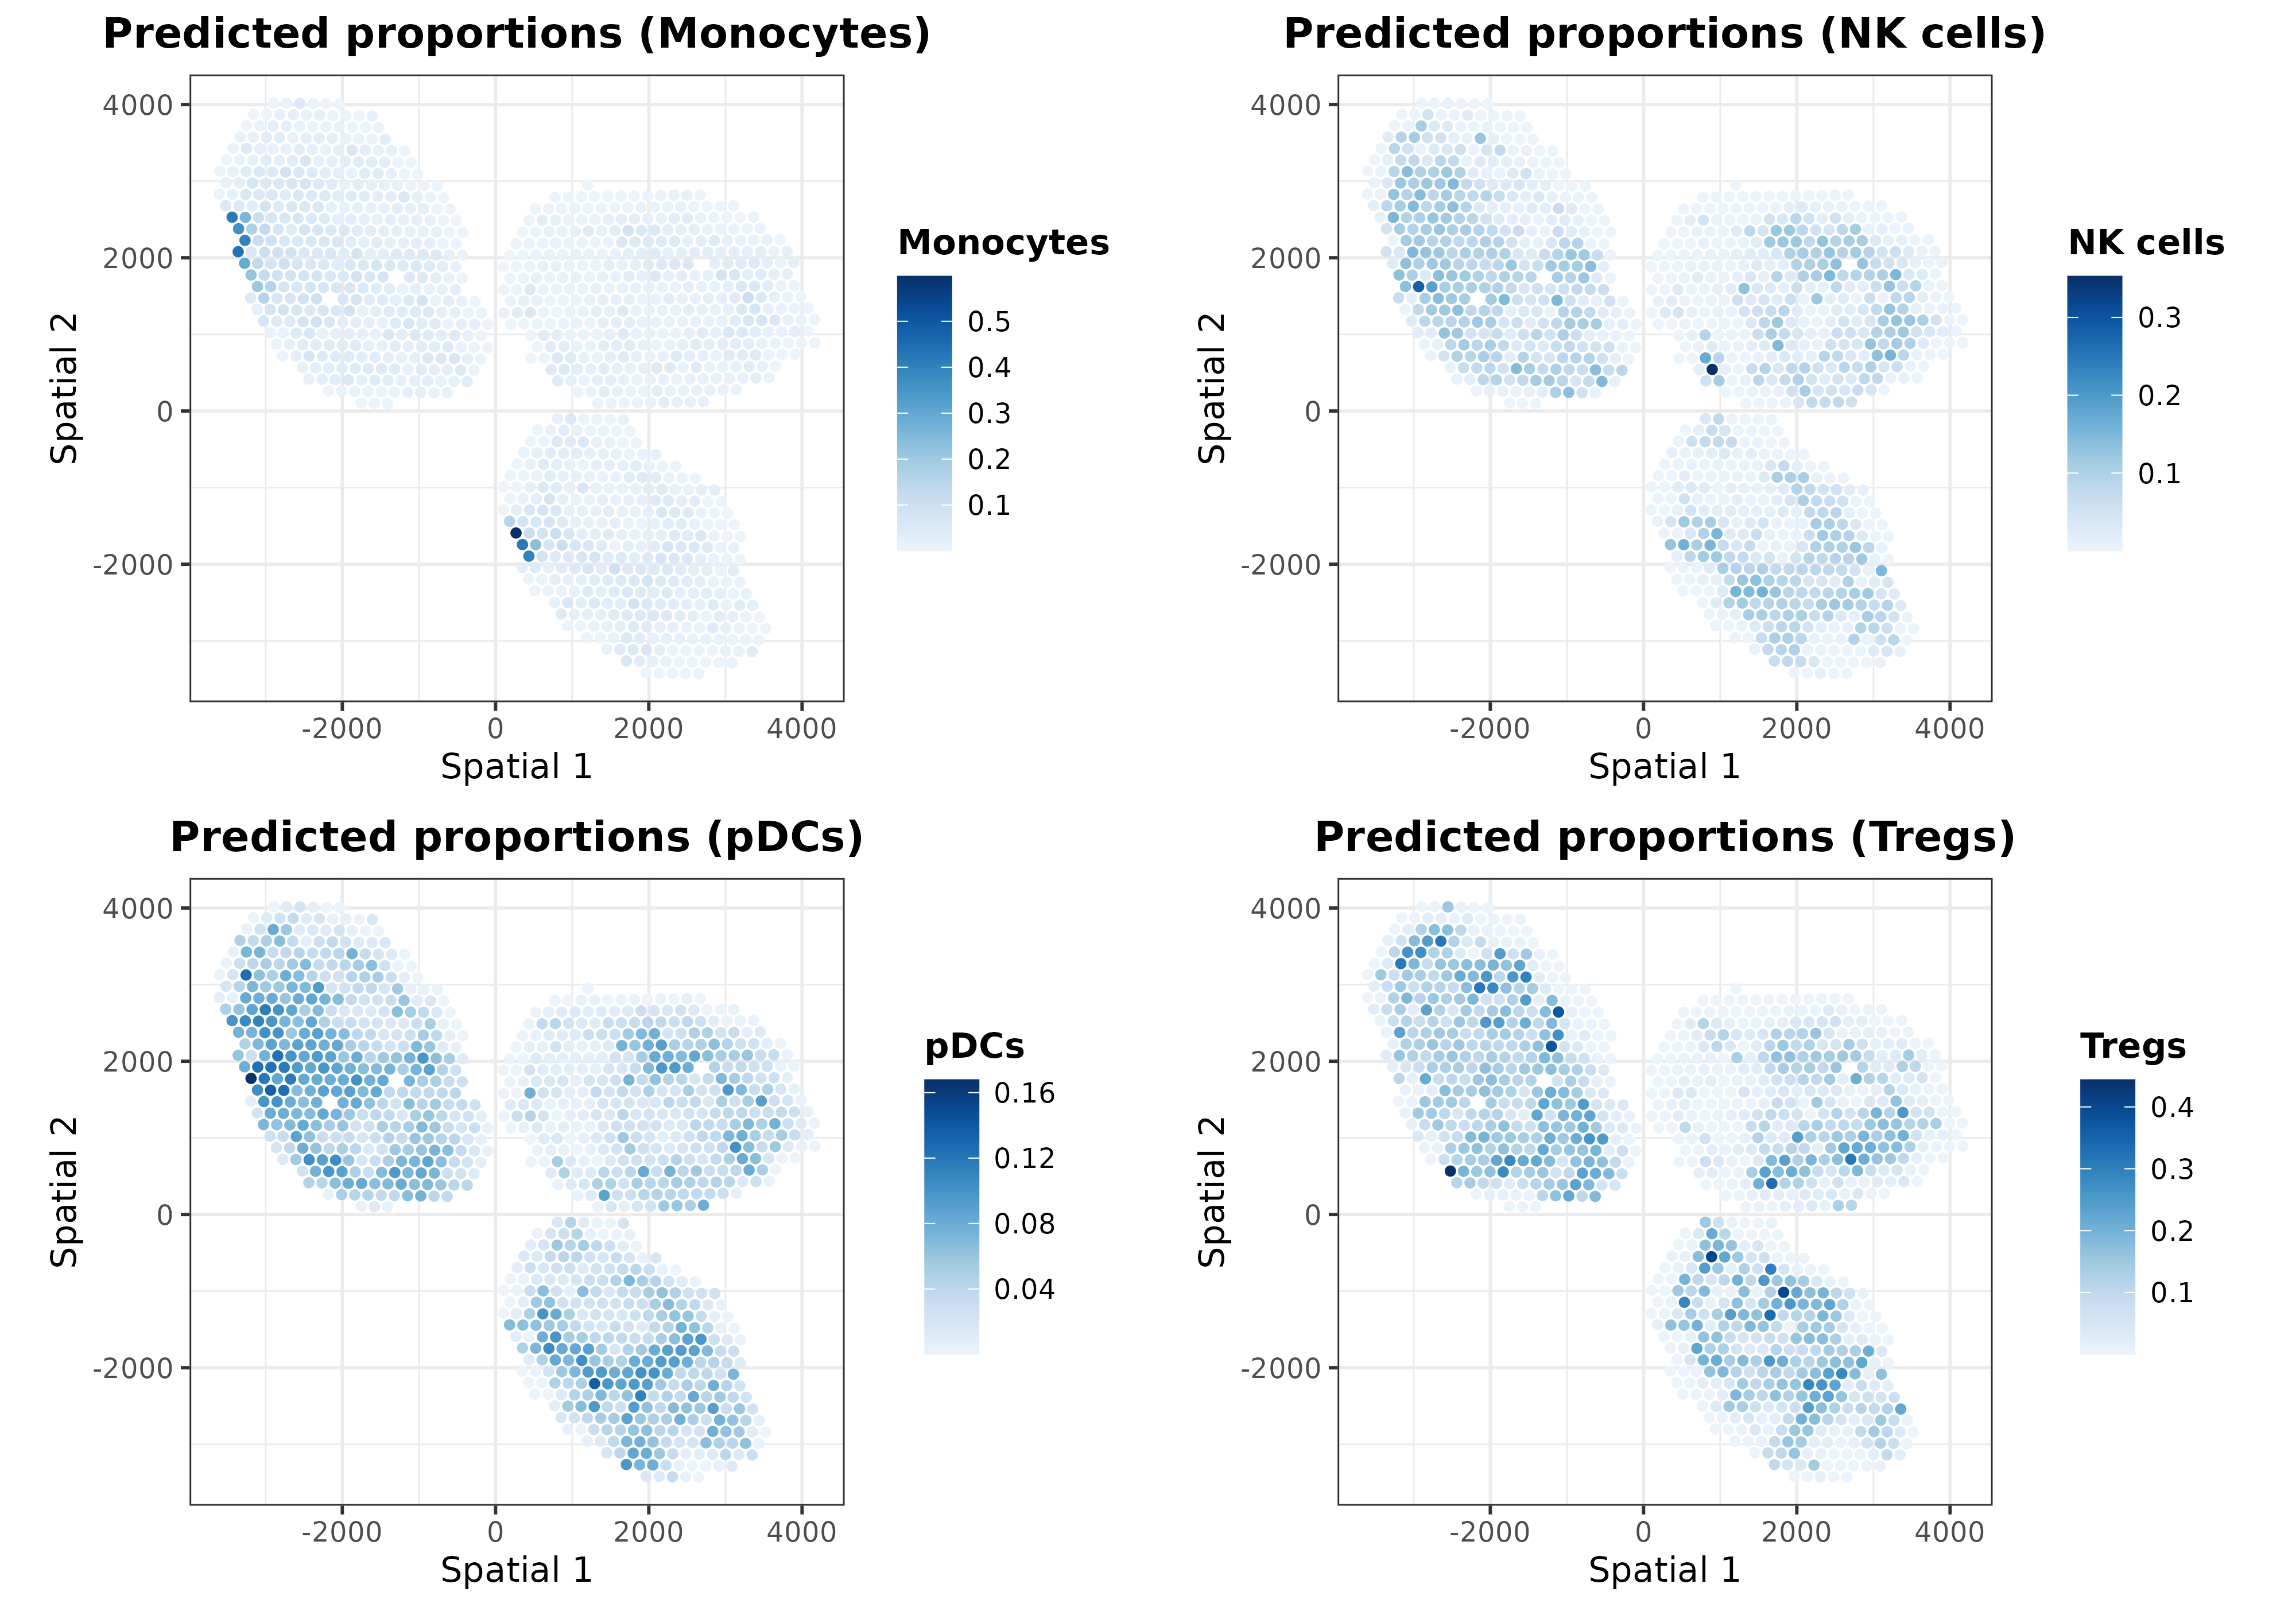 Predicted proportions (Monocytes)
4000
2000
0
-2000
Spatial 2
-2000 0 2000 4000
Spatial 1
Monocytes
0.5
0.4
0.3
0.2
0.1
Predicted proportions (NK cells)
4000
2000
0
-2000
Spatial 2
-2000 0 2000 4000
Spatial 1
NK cells
0.3
0.2
0.1
Predicted proportions (pDCs)
4000
2000
0
-2000
Spatial 2
-2000 0 2000 4000
Spatial 1
pDCs
0.16
0.12
0.08
0.04
Predicted proportions (Tregs)
4000
2000
0
-2000
Spatial 2
-2000 0 2000 4000
Spatial 1
Tregs
0.4
0.3
0.2
0.1